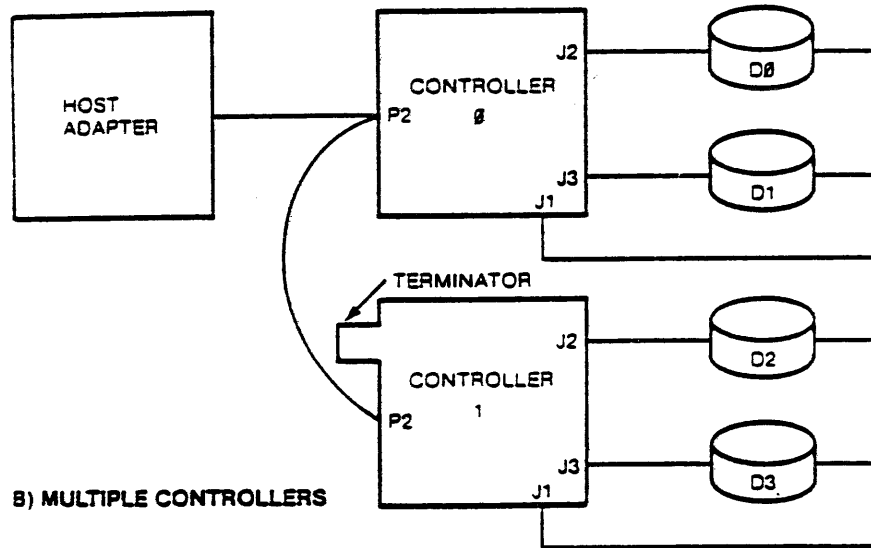 HOST
ADAPTER
P2
CONTROLLER
0
J2
J3
J1
D0
D1
TERMINATOR
P2
CONTROLLER
1
J2
J3
J1
D2
D3
B) MULTIPLE CONTROLLERS